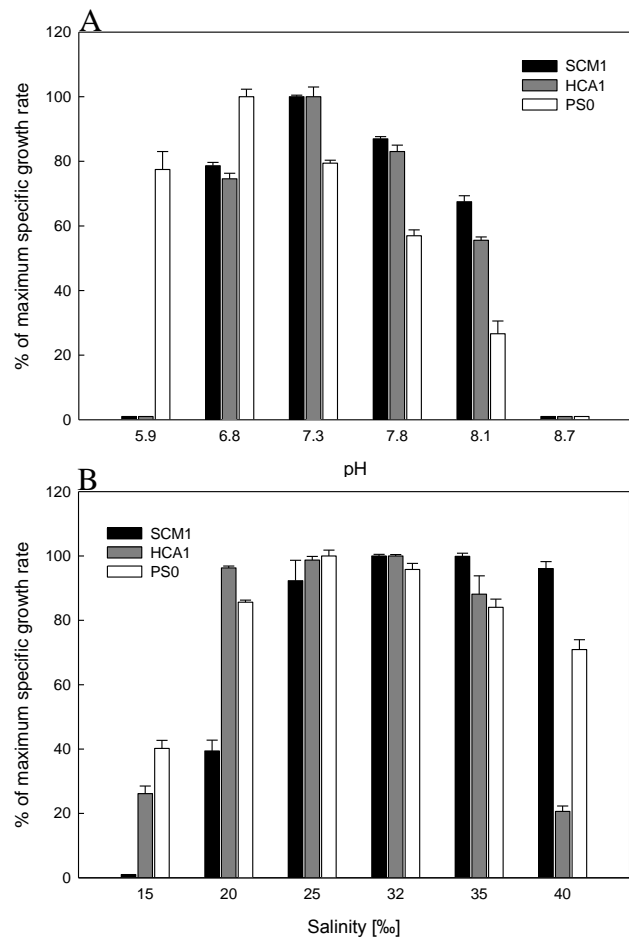 A
120
100
80
60
40
20
0
% of maximum specific growth rate
SCM1
HCA1
PS0
5.9 6.8 7.3 7.8 8.1 8.7
pH
B
120
100
80
60
40
20
0
% of maximum specific growth rate
SCM1
HCA1
PS0
15 20 25 32 35 40
Salinity [‰]